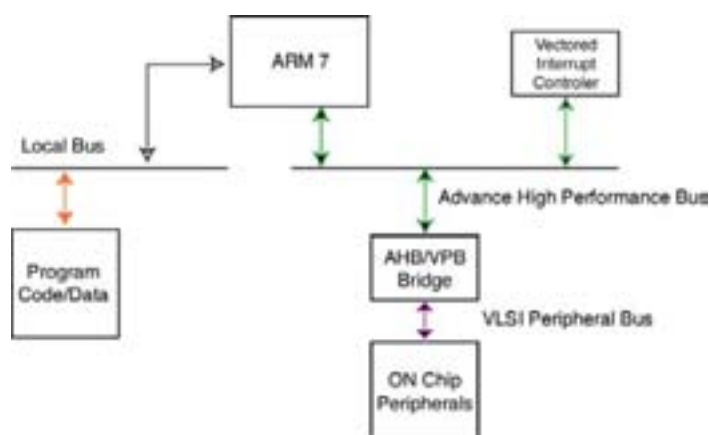 ARM 7
Vectored
Interrupt
Controler
Local Bus
Advance High Performance Bus
Program
Code/Data
AHB/VPB
Bridge
VLSI Peripheral Bus
ON Chip
Peripherals